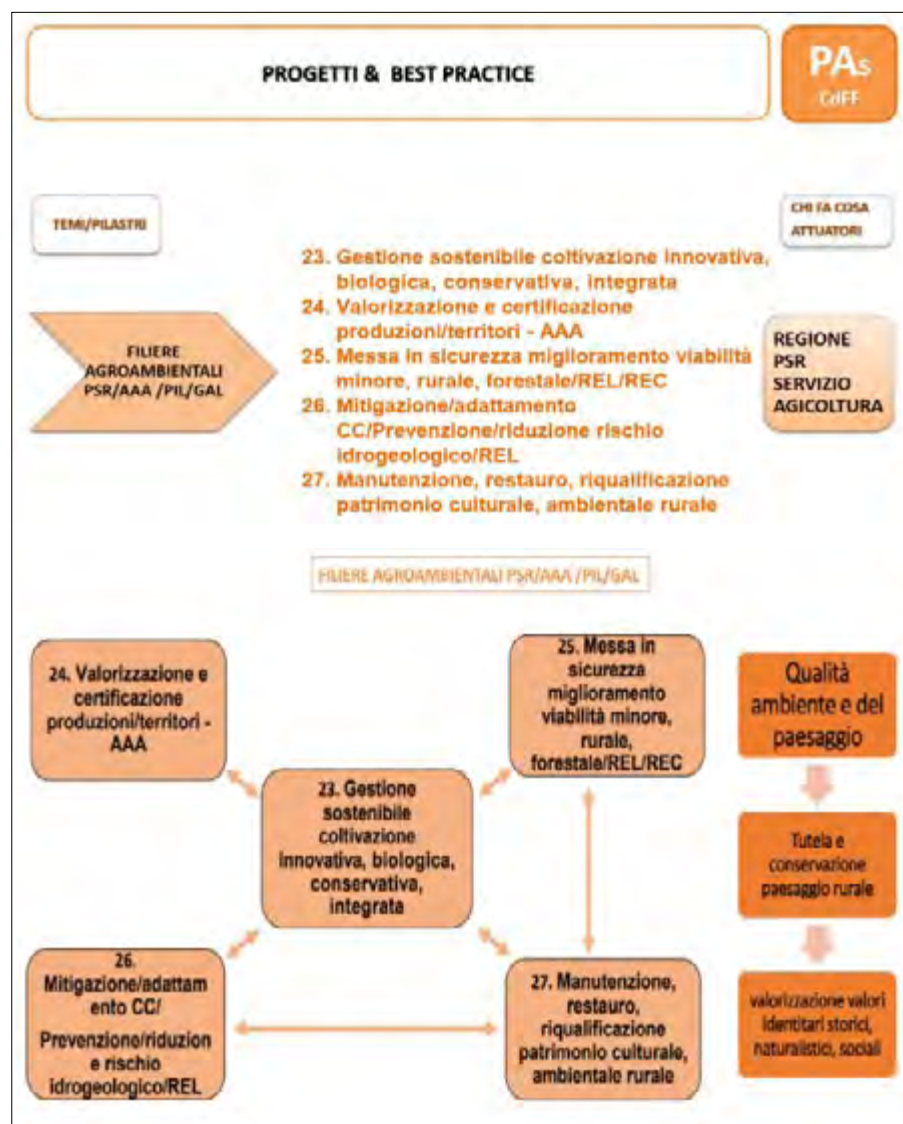 PROGETTI & BEST PRACTICE
PAs
CdFF
TEMI/PILASTRI
CHI FA COSA
ATTUATORI
FILIERE
AGROAMBIENTALI
PSR/AAA /PIL/GAL
23. Gestione sostenibile coltivazione innovativa,
biologica, conservativa, integrata
24. Valorizzazione e certificazione
produzioni/territori - AAA
25. Messa in sicurezza miglioramento viabilità
minore, rurale, forestale/REL/REC
26. Mitigazione/adattamento
CC/Prevenzione/riduzione rischio
idrogeologico/REL
27. Manutenzione, restauro, riqualificazione
patrimonio culturale, ambientale rurale
REGIONE
PSR
SERVIZIO
AGICOLTURA
FILIERE AGROAMBIENTALI PSR/AAA /PIL/GAL
24. Valorizzazione e
certificazione
produzioni/territori -
AAA
25. Messa in
sicurezza
miglioramento
viabilità minore,
rurale,
forestale/REL/REC
23. Gestione
sostenibile
coltivazione
innovativa, biologica,
conservativa,
integrata
26.
Mitigazione/adattam
ento CC/
Prevenzione/riduzion
e rischio
idrogeologico/REL
27. Manutenzione,
restauro,
riqualificazione
patrimonio culturale,
ambientale rurale
Qualità
ambiente e del
paesaggio
Tutela e
conservazione
paesaggio rurale
valorizzazione valori
identitari storici,
naturalistici, sociali